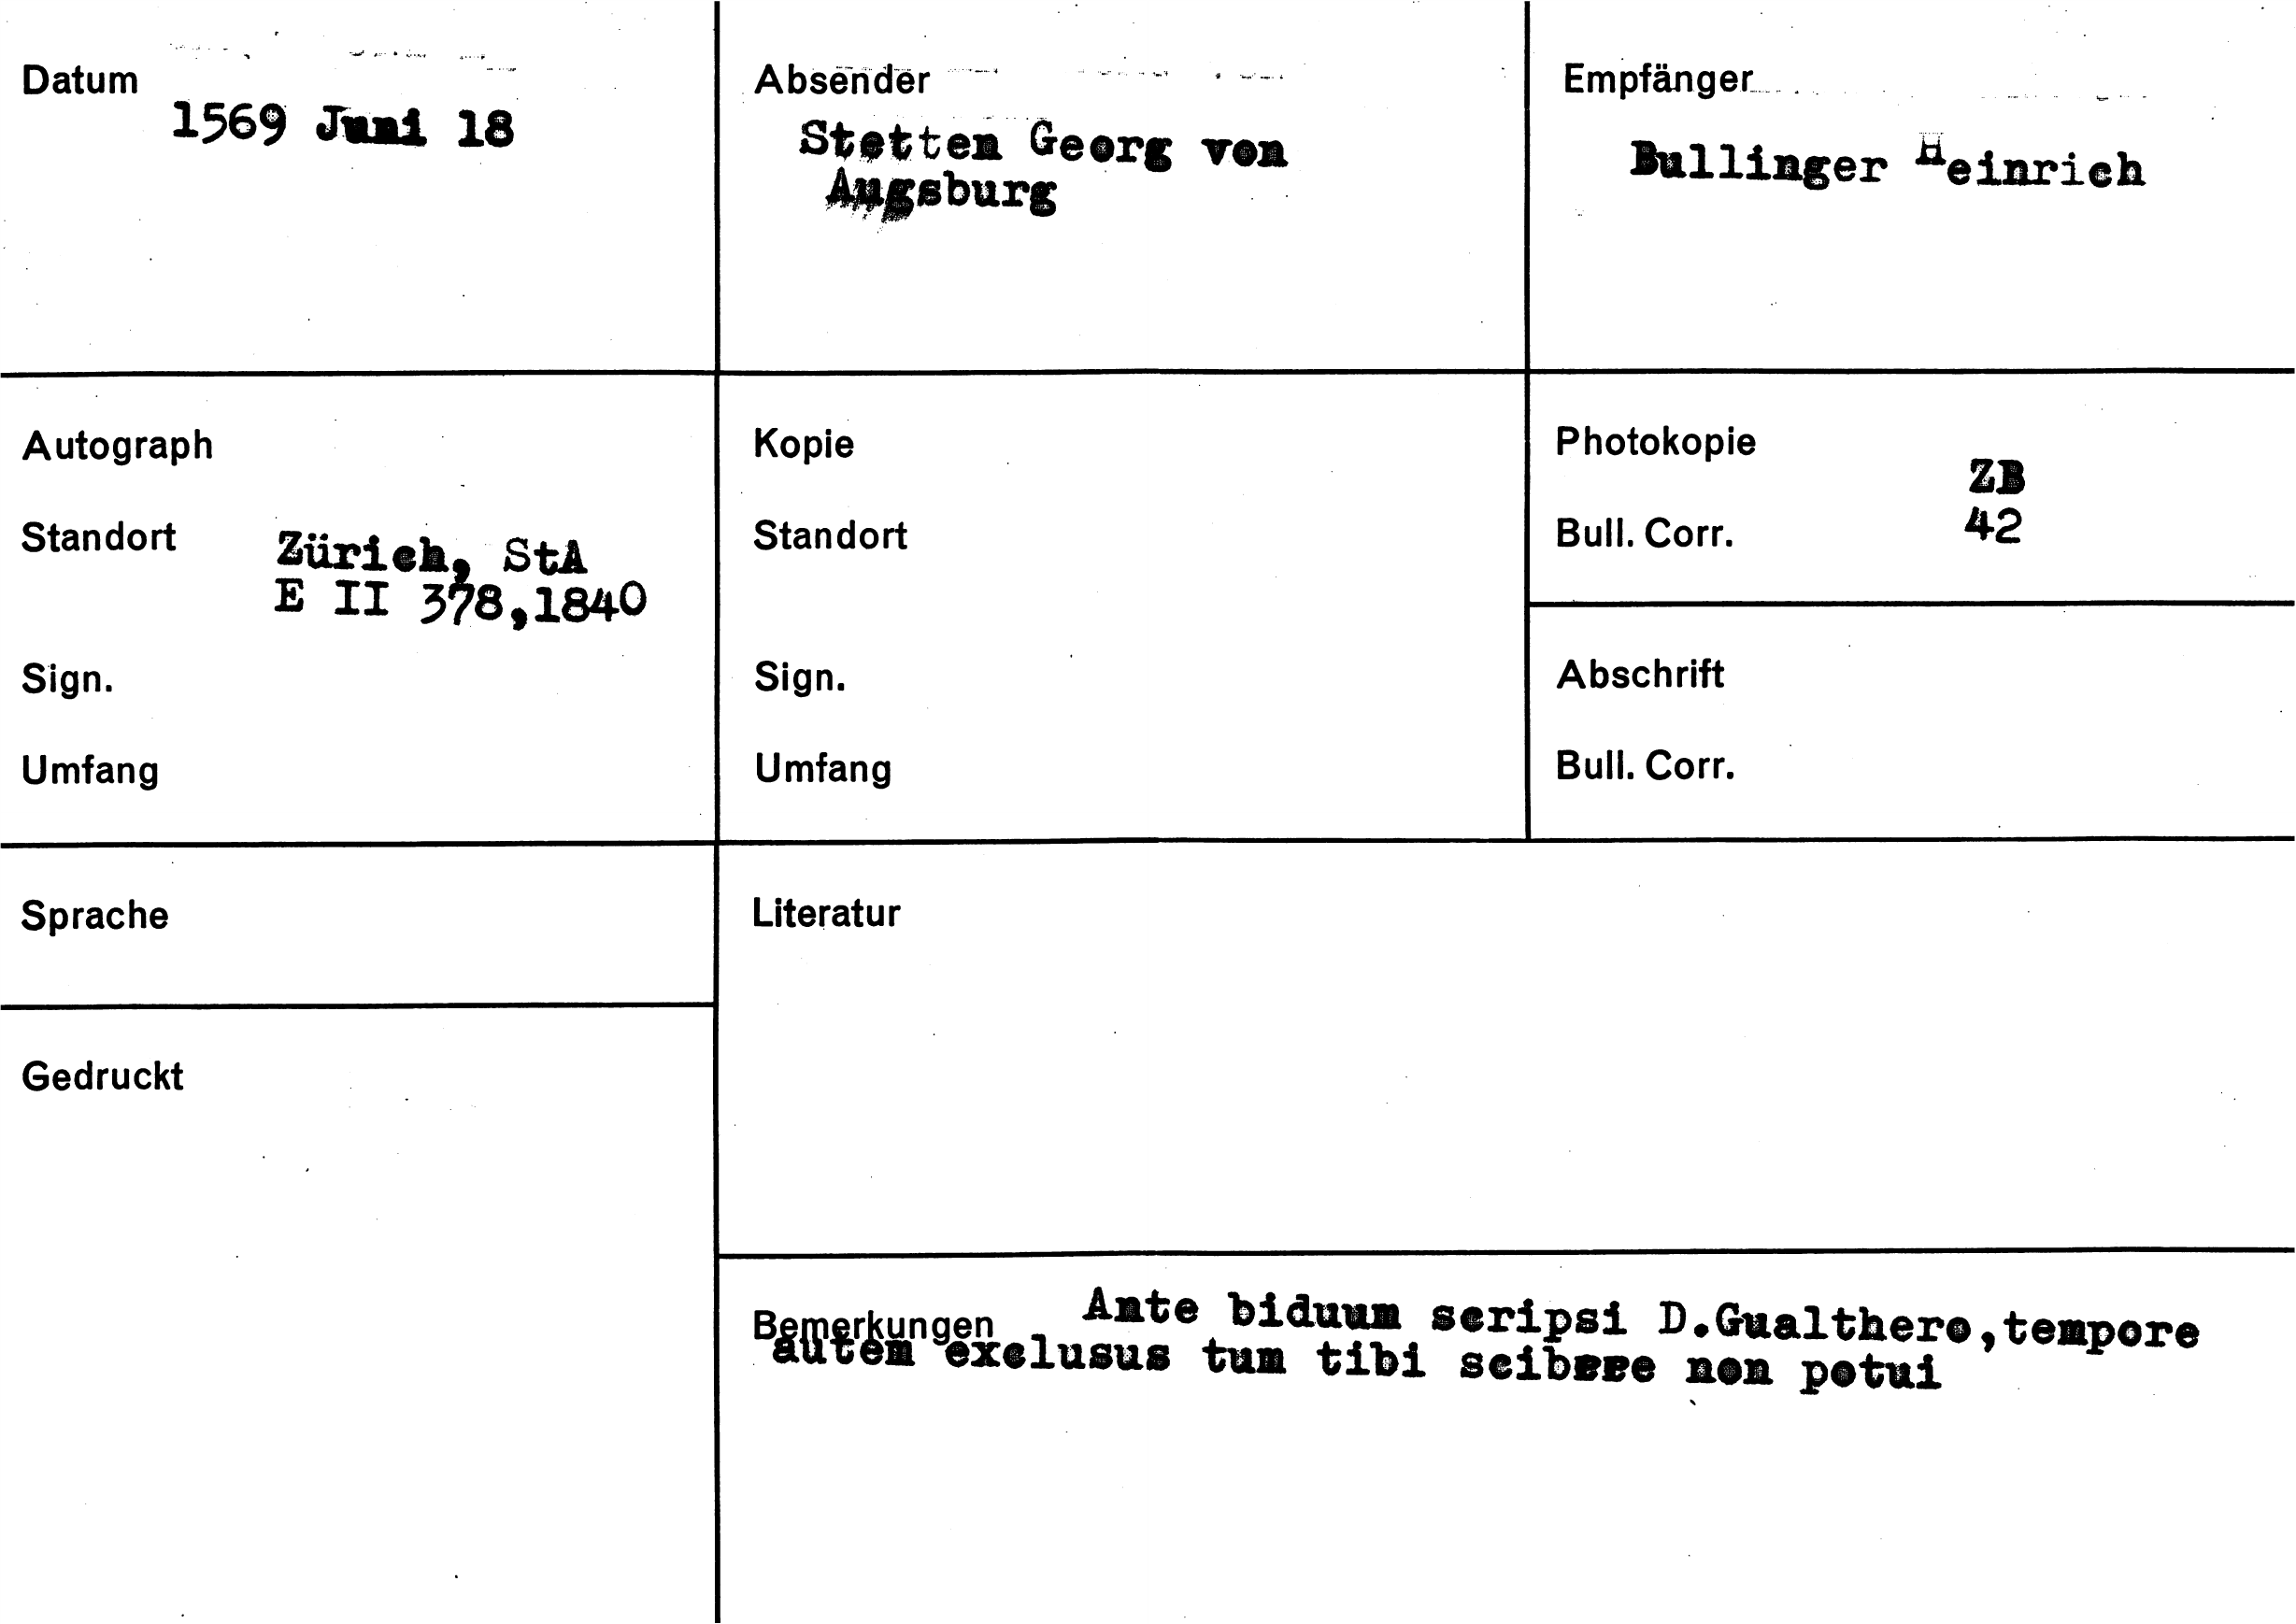 Datum
1569 Juni 18
Absender
Stetten Georg von
Augsburg
Empfänger
Bullinger Heinrich
Autograph
Standort
Zürich, StA
E II 378,1840
Sign.
Umfang
Kopie
Standort
Sign.
Umfang
Photokopie
ZB
Bull. Corr.
42
Abschrift
Bull. Corr.
Sprache
Gedruckt
Literatur
Bemerkungen
Ante biduum scripsi D.Gualthero,tempore
autem exclusus tum tibi scibere non potui